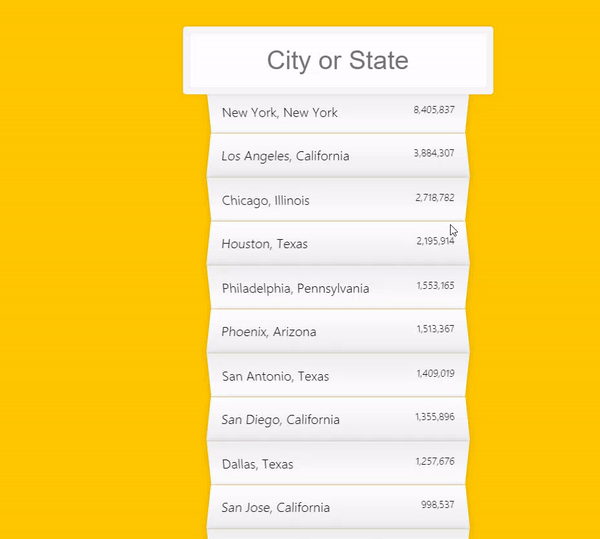 City or State
New York, New York 8,405,837
Los Angeles, California 3,884,307
Chicago, Illinois 2,718,782
Houston, Texas 2,195,914
Philadelphia, Pennsylvania 1,553,165
Phoenix, Arizona 1,513,367
San Antonio, Texas 1,409,019
San Diego, California 1,355,896
Dallas, Texas 1,257,676
San Jose, California 998,537